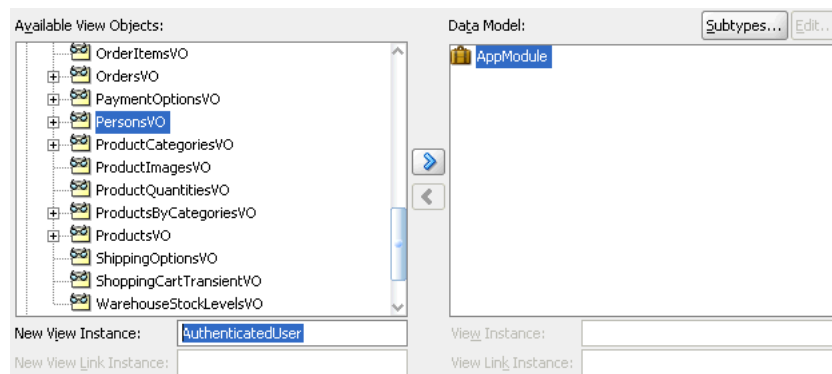 Available View Objects:
Data Model:
Subtypes...
Edit...
OrderItemsVO
OrdersVO
PaymentOptionsVO
PersonsVO
ProductCategoriesVO
ProductImagesVO
ProductQuantitiesVO
ProductsByCategoriesVO
ProductsVO
ShippingOptionsVO
ShoppingCartTransientVO
WarehouseStockLevelsVO
AppModule
New View Instance:
AuthenticatedUser
View Instance:
New View Link Instance:
View Link Instance: